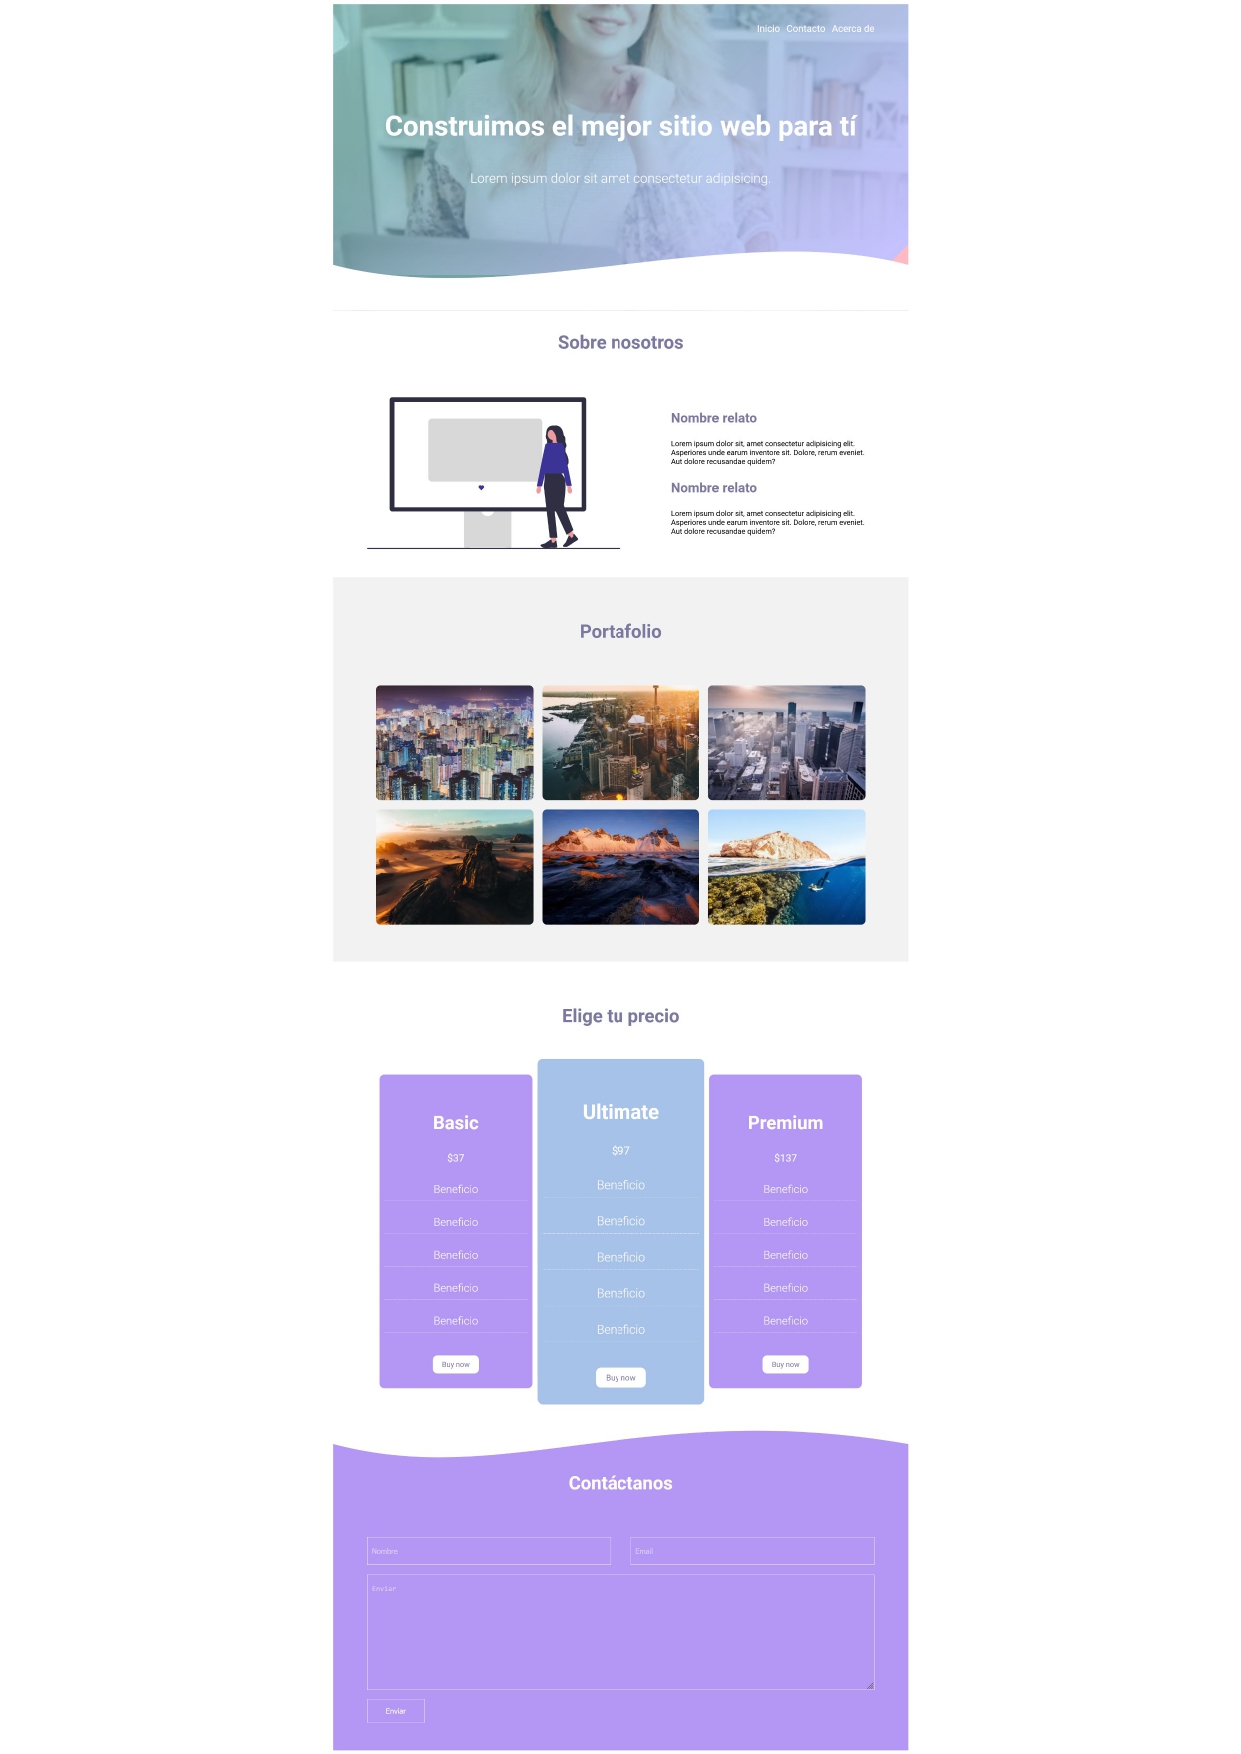 Inicio Contacto Acerca de
Construimos el mejor sitio web para tí
Lorem ipsum dolor sit amet consectetur adipisicing.
Sobre nosotros
Nombre relato
Lorem ipsum dolor sit, amet consectetur adipisicing elit.
Asperiores unde earum inventore sit. Dolore, rerum eveniet.
Aut dolore recusandae quidem?
Nombre relato
Lorem ipsum dolor sit, amet consectetur adipisicing elit.
Asperiores unde earum inventore sit. Dolore, rerum eveniet.
Aut dolore recusandae quidem?
Portafolio
Elige tu precio
Basic
$37
Beneficio
Beneficio
Beneficio
Beneficio
Beneficio
Buy now
Ultimate
$97
Beneficio
Beneficio
Beneficio
Beneficio
Beneficio
Buy now
Premium
$137
Beneficio
Beneficio
Beneficio
Beneficio
Beneficio
Buy now
Contáctanos
Nombre
Email
Enviar
Enviar